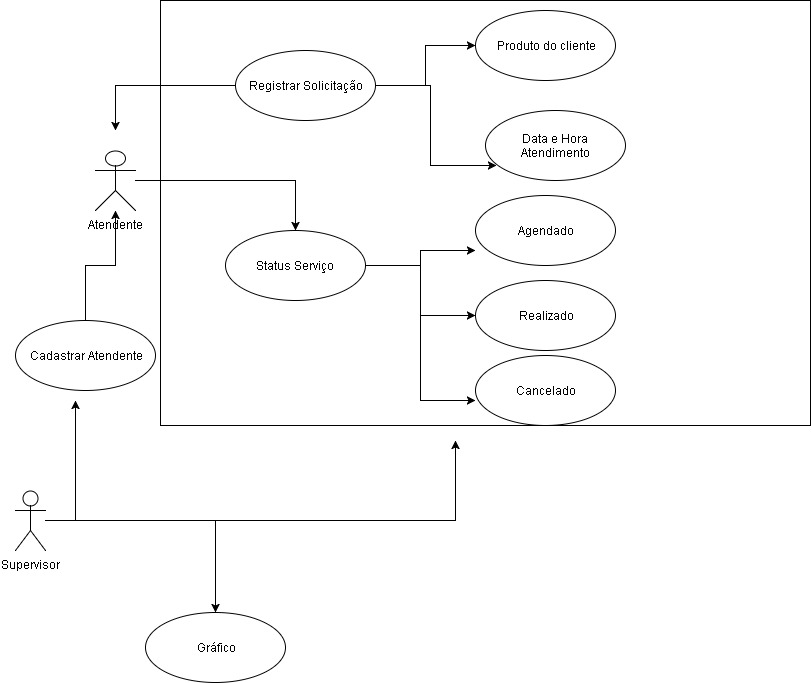 Produto do cliente
Registrar Solicitação
Data e Hora
Atendimento
Atendente
Agendado
Status Serviço
Realizado
Cadastrar Atendente
Cancelado
Supervisor
Gráfico